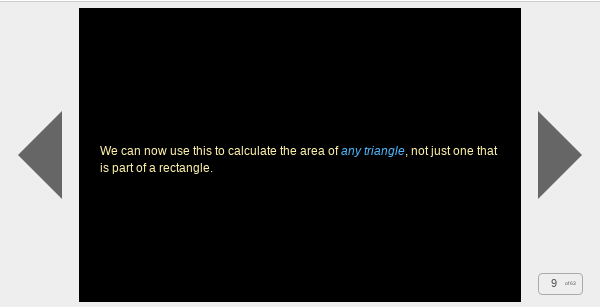 We can now use this to calculate the area of any triangle, not just one that
is part of a rectangle.
9 of 63